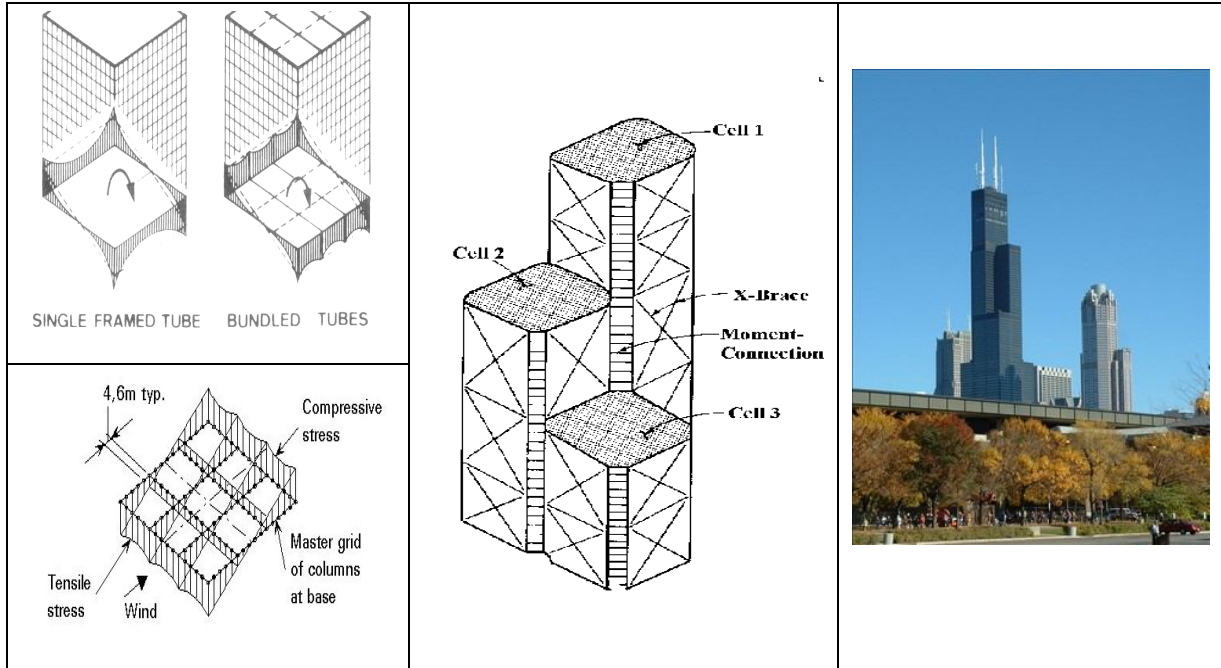 SINGLE FRAMED TUBE
BUNDLED TUBES
4,6m typ.
Compressive
stress
Master grid
of columns
at base
Tensile
stress
Wind
Cell 1
Cell 2
X-Brace
Moment-
Connection
Cell 3